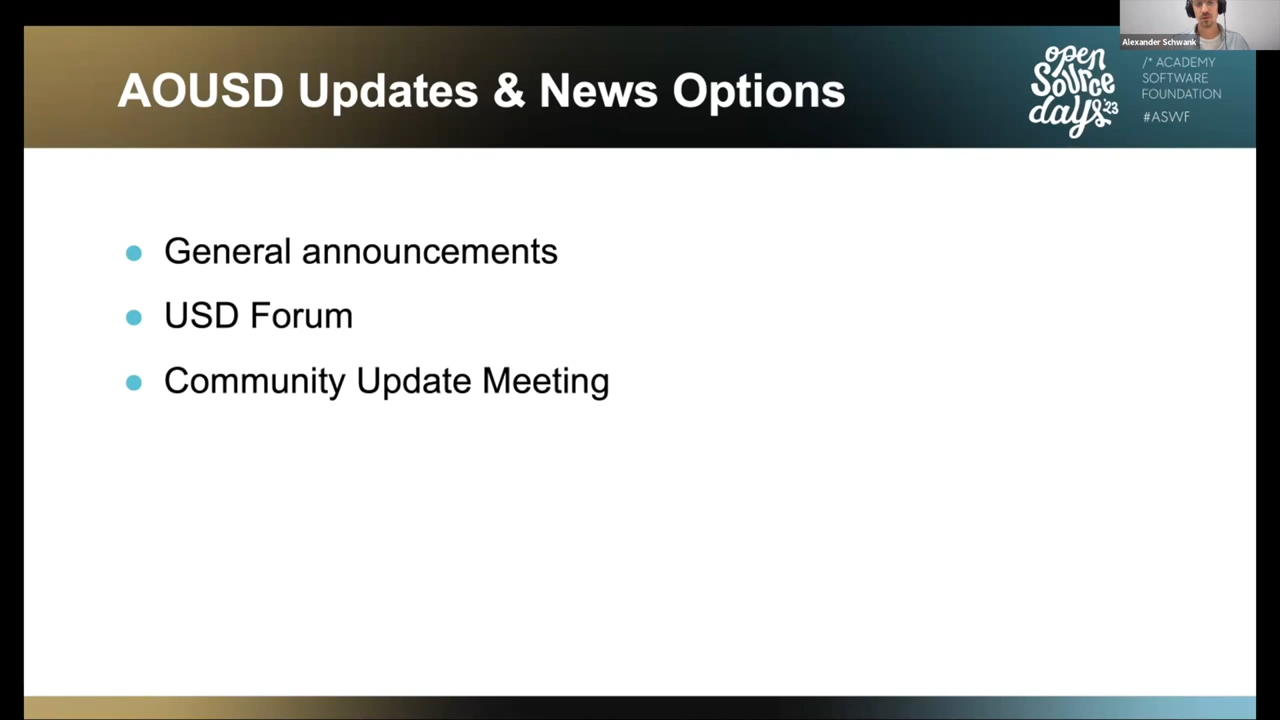 Alexander Schwank
AOUSD Updates & News Options
open
source
days '23
/* ACADEMY
SOFTWARE
FOUNDATION
#ASWF
General announcements
USD Forum
Community Update Meeting